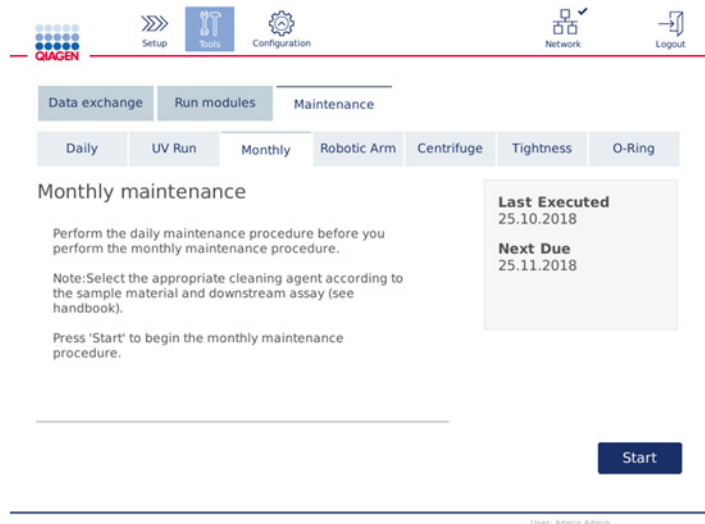 QIAGEN
Setup
Tools
Configuration
Network
Logout
Data exchange
Run modules
Maintenance
Daily
UV Run
Monthly
Robotic Arm
Centrifuge
Tightness
O-Ring
Monthly maintenance
Perform the daily maintenance procedure before you
perform the monthly maintenance procedure.
Note:Select the appropriate cleaning agent according to
the sample material and downstream assay (see
handbook).
Press 'Start' to begin the monthly maintenance
procedure.
Last Executed
25.10.2018
Next Due
25.11.2018
Start
User: Admin Admin